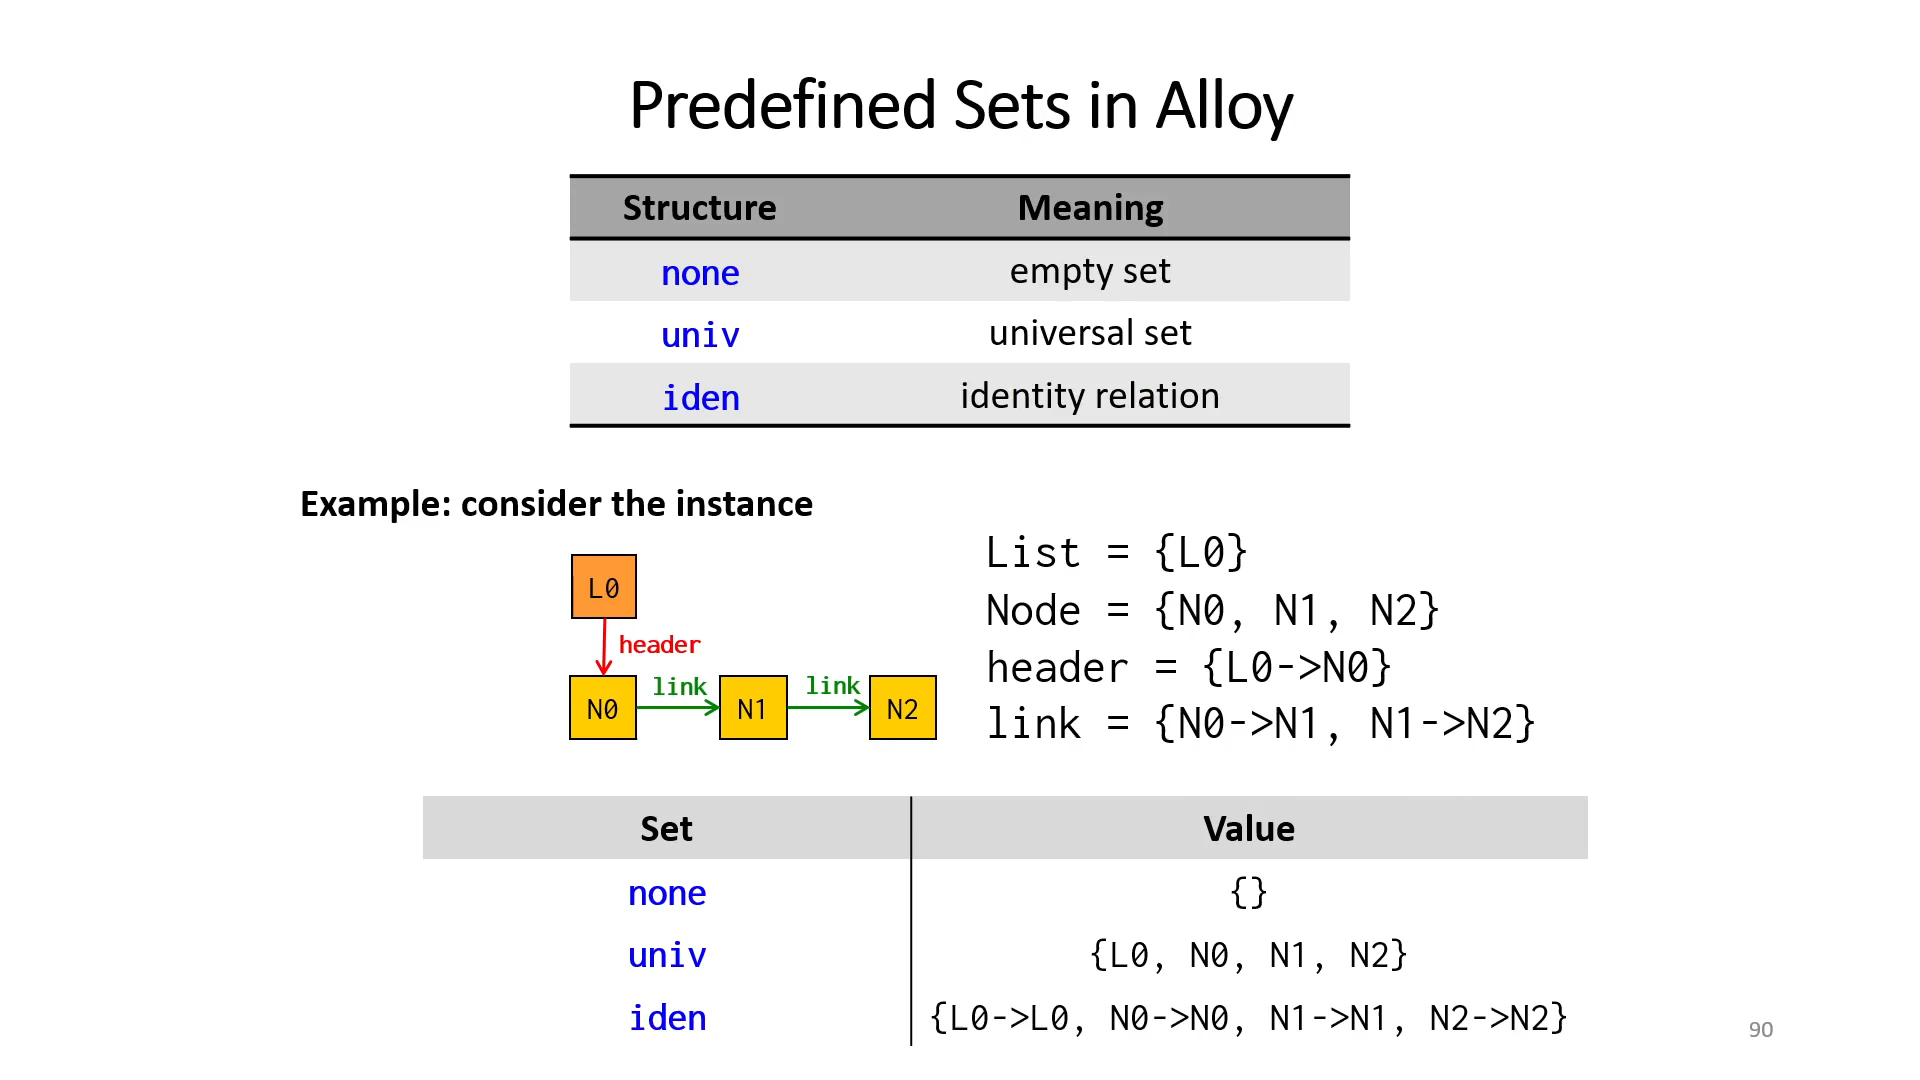 Predefined Sets in Alloy
Structure Meaning
none empty set
univ universal set
iden identity relation
Example: consider the instance
L0
header
N0 link N1 link N2
List = {L0}
Node = {N0, N1, N2}
header = {L0->N0}
link = {N0->N1, N1->N2}
Set Value
none {}
univ {L0, N0, N1, N2}
iden {L0->L0, N0->N0, N1->N1, N2->N2}
90